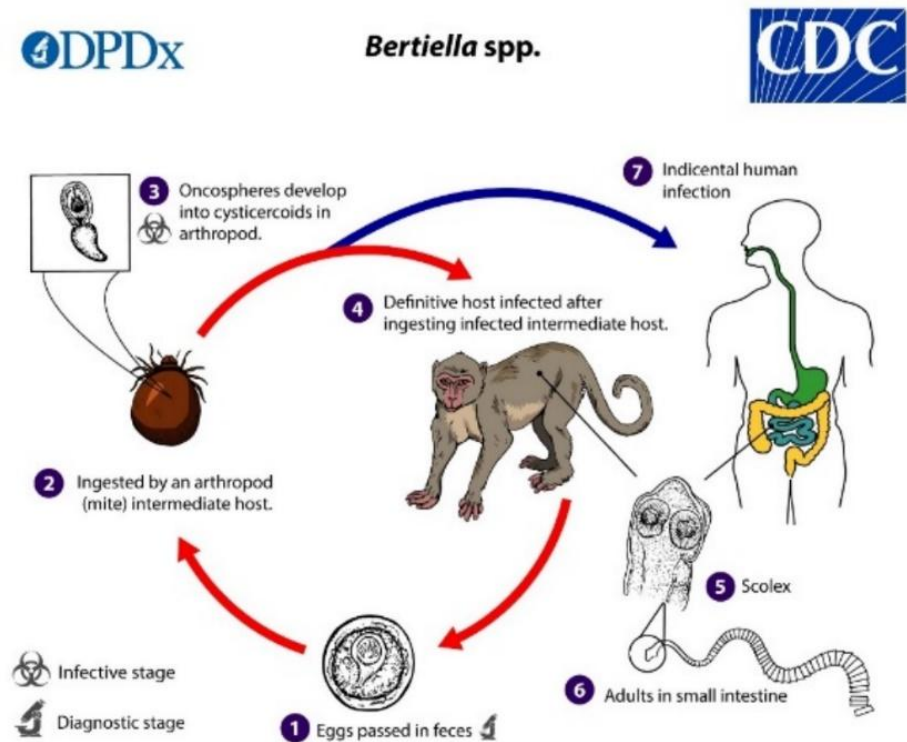 DPDx
Bertiella spp.
CDC
3 Oncospheres develop
into cysticercoids in
arthropod.
7 Indicental human
infection
4 Definitive host infected after
ingesting infected intermediate host.
2 Ingested by an arthropod
(mite) intermediate host.
5 Scolex
6 Adults in small intestine
1 Eggs passed in feces
Infective stage
Diagnostic stage